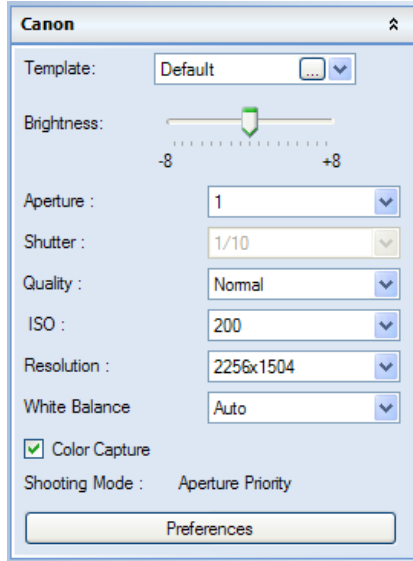 Canon
Template: Default ...
Brightness:
-8 +8
Aperture : 1
Shutter : 1/10
Quality : Normal
ISO : 200
Resolution : 2256x1504
White Balance Auto
Color Capture
Shooting Mode : Aperture Priority
Preferences